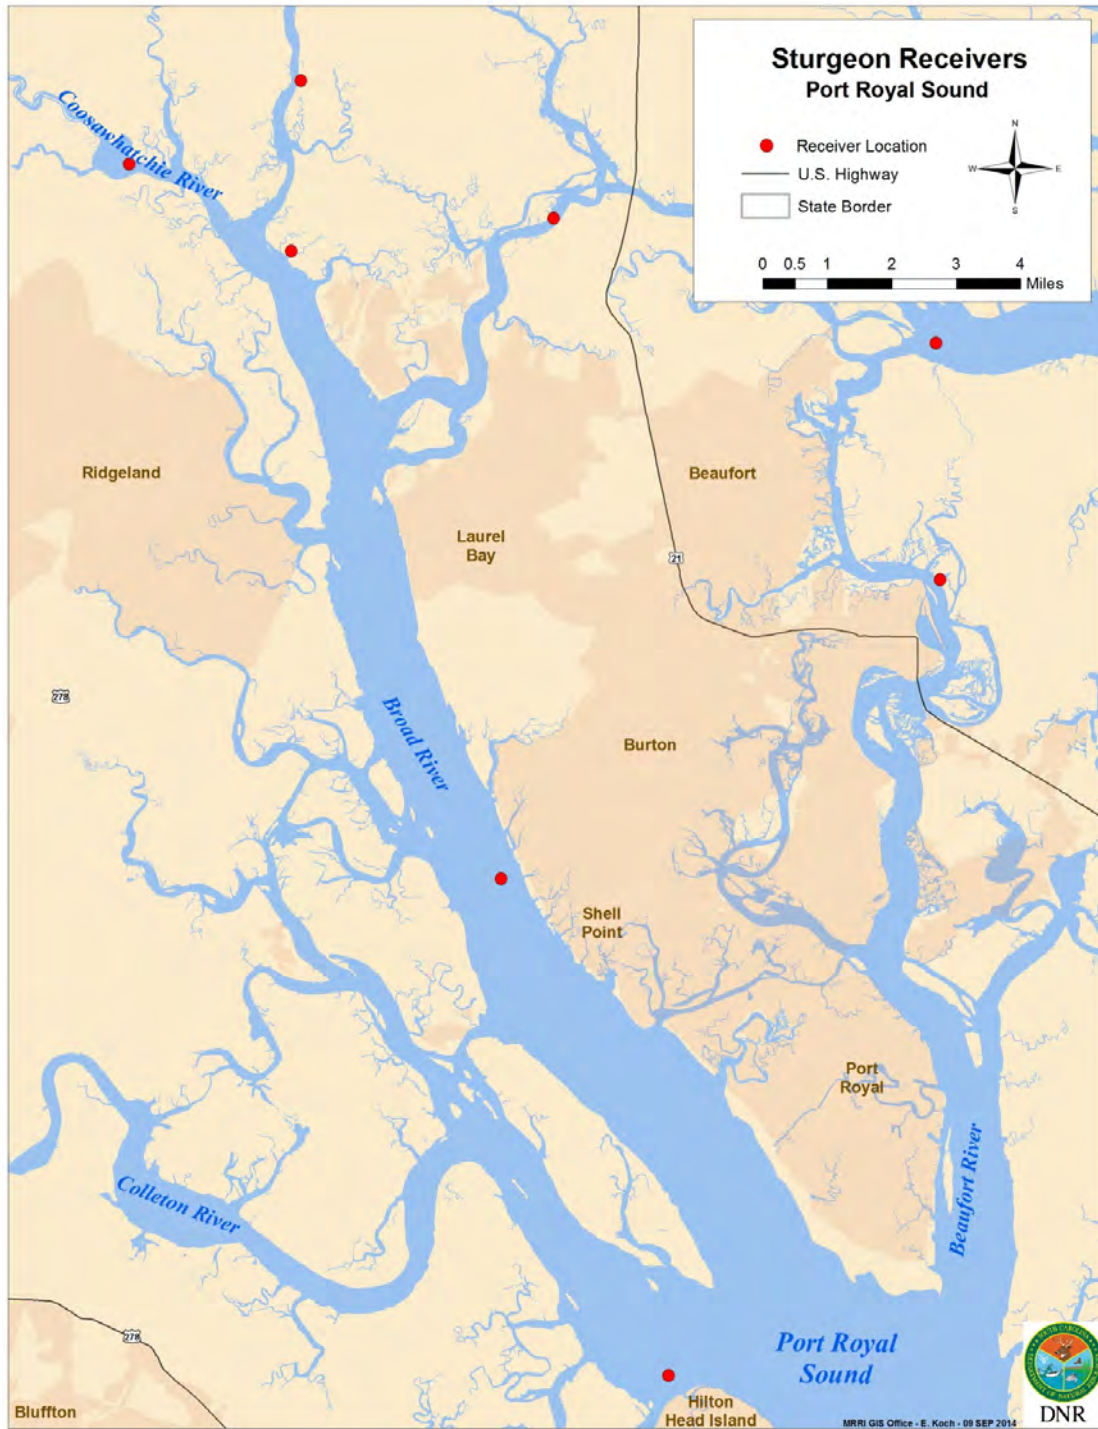 Sturgeon Receivers
Port Royal Sound
Receiver Location
U.S. Highway
State Border
N
W
E
S
0 0.5 1 2 3 4
Miles
Coosawhatchie River
Ridgeland
Beaufort
Laurel
Bay
21
278
Broad River
Burton
Shell
Point
Port
Royal
Colleton River
Beaufort River
278
Port Royal
Sound
Hilton
Head Island
Bluffton
DNR
MRRI GIS Office - E. Koch - 09 SEP 2014